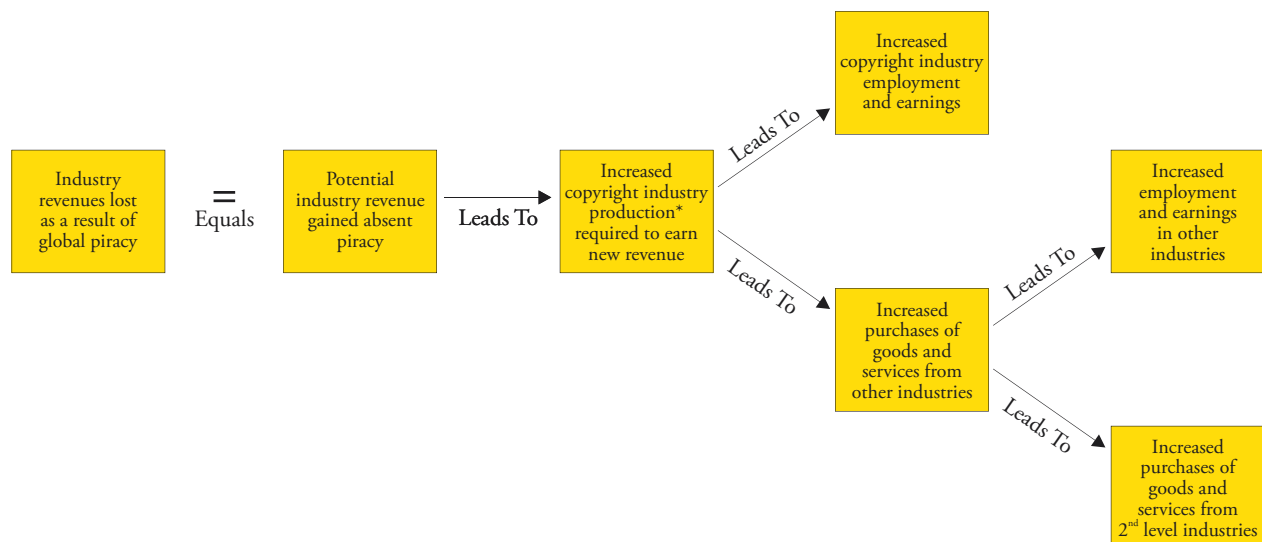 Industry
revenues lost
as a result of
global piracy
=
Equals
Potential
industry revenue
gained absent
piracy
Leads To
Increased
copyright industry
production*
required to earn
new revenue
Leads To
Increased
copyright industry
employment
and earnings
Leads To
Increased
purchases of
goods and
services from
other industries
Leads To
Increased
employment
and earnings
in other
industries
Leads To
Increased
purchases of
goods and
services from
2nd level industries